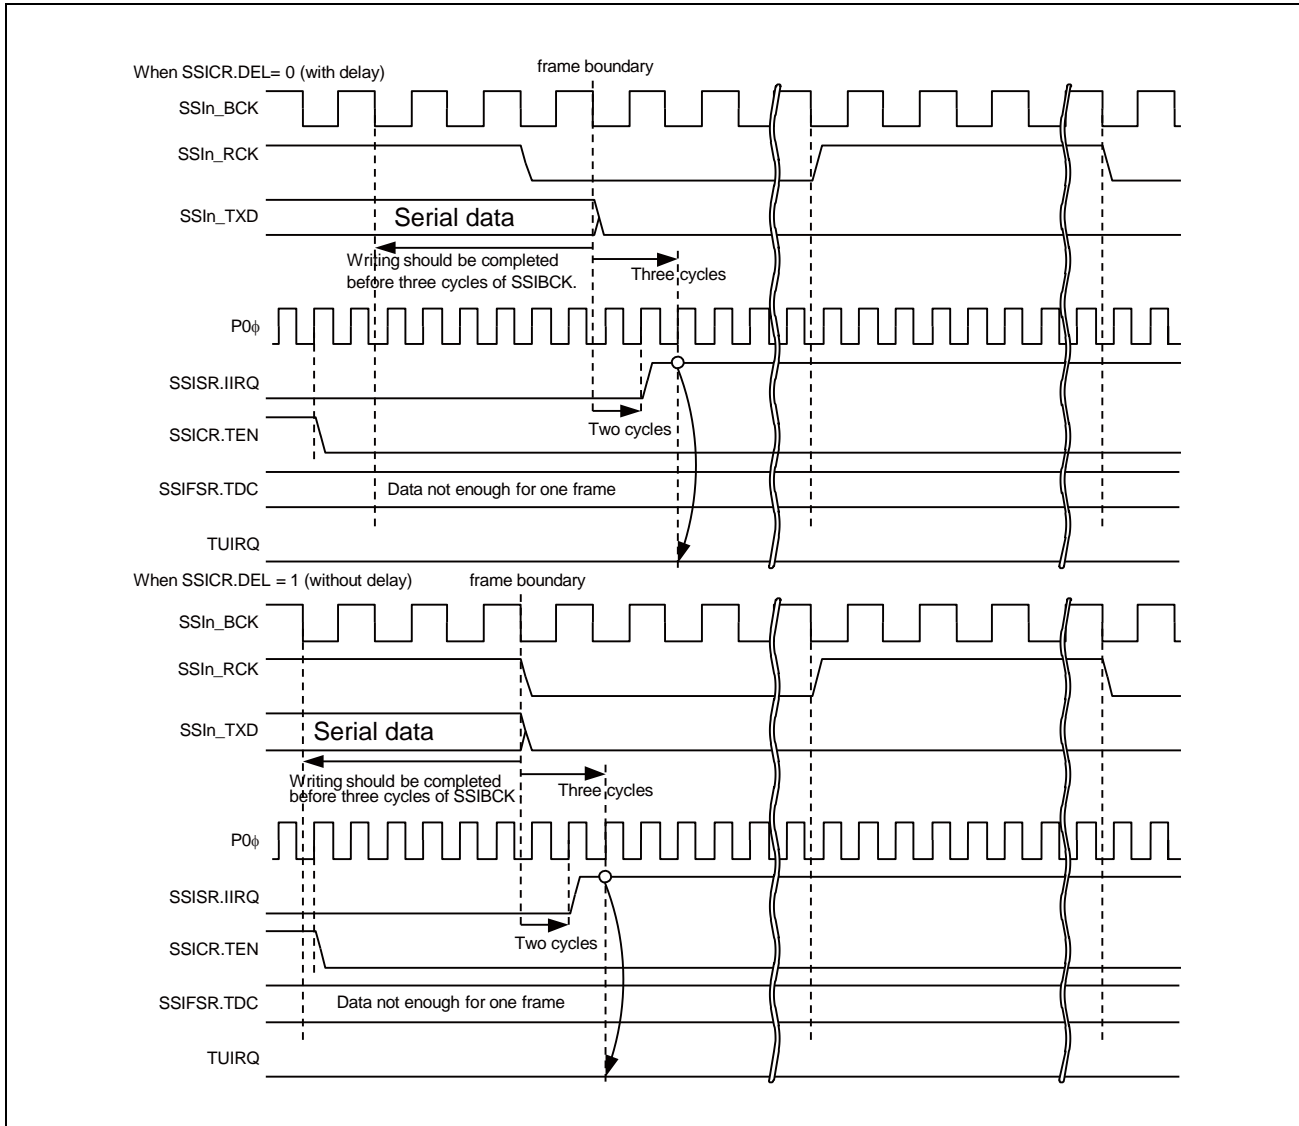 When SSICR.DEL= 0 (with delay)
frame boundary
SSIn_BCK
SSIn_RCK
SSIn_TXD
Serial data
Writing should be completed
before three cycles of SSIBCK.
Three cycles
P0ϕ
SSISR.IIRQ
Two cycles
SSICR.TEN
SSIFSR.TDC
Data not enough for one frame
TUIRQ
When SSICR.DEL = 1 (without delay)
frame boundary
SSIn_BCK
SSIn_RCK
SSIn_TXD
Serial data
Writing should be completed
before three cycles of SSIBCK
Three cycles
P0ϕ
SSISR.IIRQ
Two cycles
SSICR.TEN
SSIFSR.TDC
Data not enough for one frame
TUIRQ